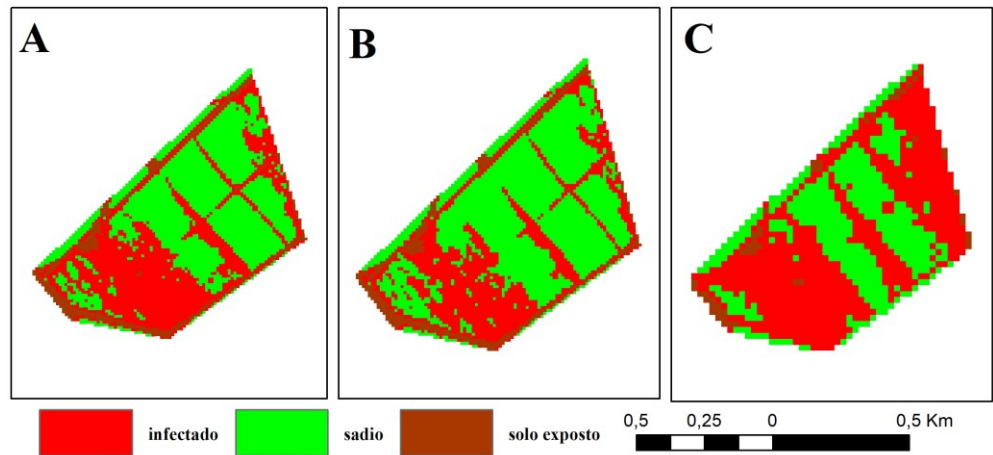 A
B
C
infectado
sadio
solo exposto
0,5 0,25 0 0,5 Km